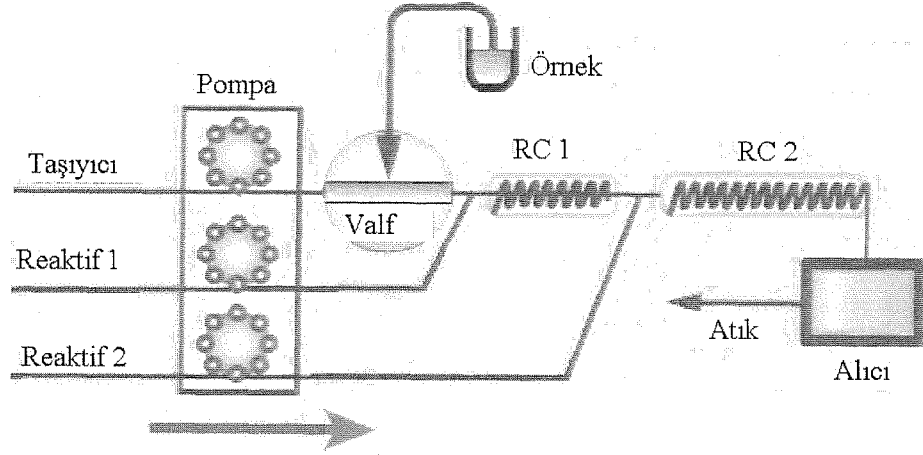 Örnek
Pompa
RC 1
RC 2
Taşıyıcı
Valf
Reaktif 1
Atık
Reaktif 2
Alıcı